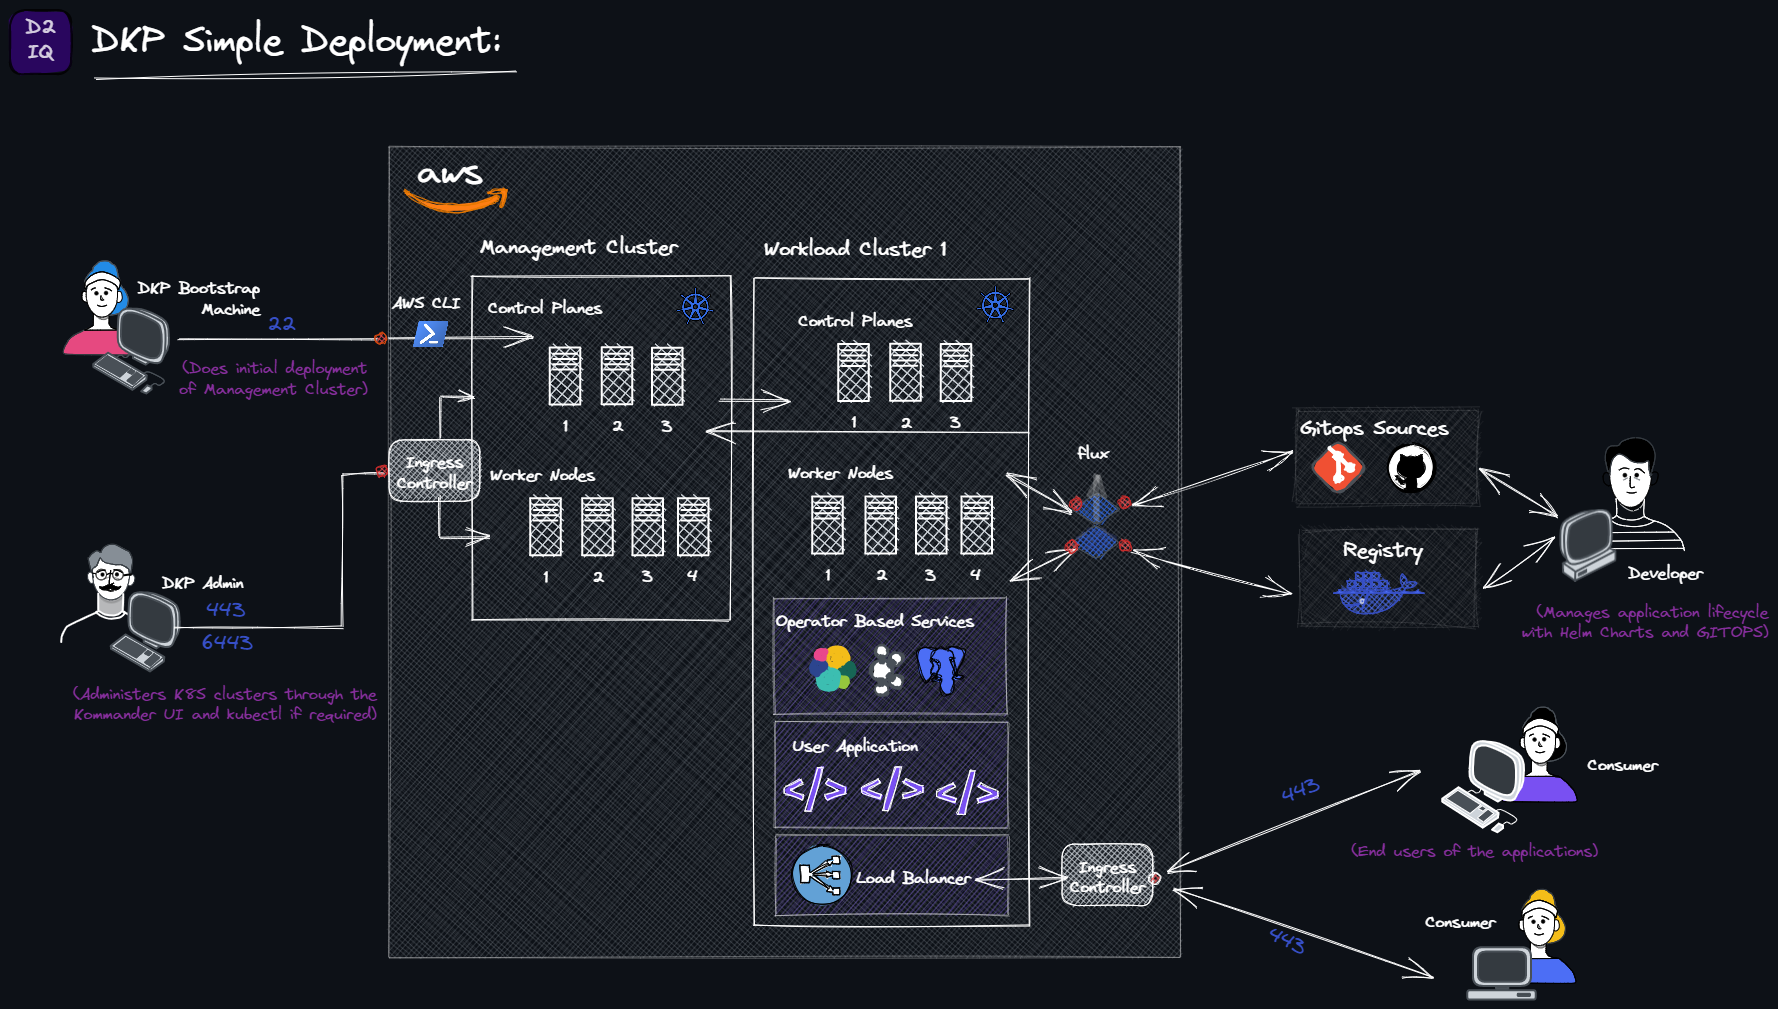 D2
IQ
DKP Simple Deployment:
aws
Management Cluster
Workload Cluster 1
DKP Bootstrap
Machine
22
(Does initial deployment
of Management Cluster)
AWS CLI
Control Planes
1 2 3
Control Planes
1 2 3
Ingress
Controller
Worker Nodes
1 2 3 4
Worker Nodes
1 2 3 4
flux
Gitops Sources
Registry
Developer
(Manages application lifecycle
with Helm Charts and GITOPS)
DKP Admin
443
6443
(Administers K8S clusters through the
Kommander UI and kubectl if required)
Operator Based Services
User Application
</> </> </>
Load Balancer
Ingress
Controller
443
Consumer
(End users of the applications)
443
Consumer